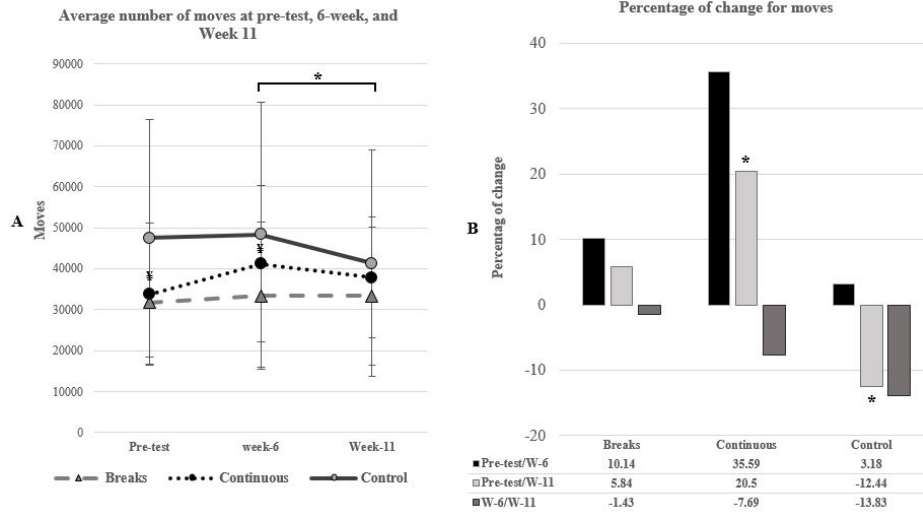 Average number of moves at pre-test, 6-week, and
Week 11
90000
80000
70000
60000
50000
40000
30000
20000
10000
0
A
Moves
*
¥
#
¥
#
Pre-test
week-6
Week-11
Breaks
Continuous
Control
Percentage of change for moves
40
30
20
10
0
-10
-20
B
Percentag of change
*
*
Breaks Continuous Control
Pre-test/W-6 10.14 35.59 3.18
Pre-test/W-11 5.84 20.5 -12.44
W-6/W-11 -1.43 -7.69 -13.83